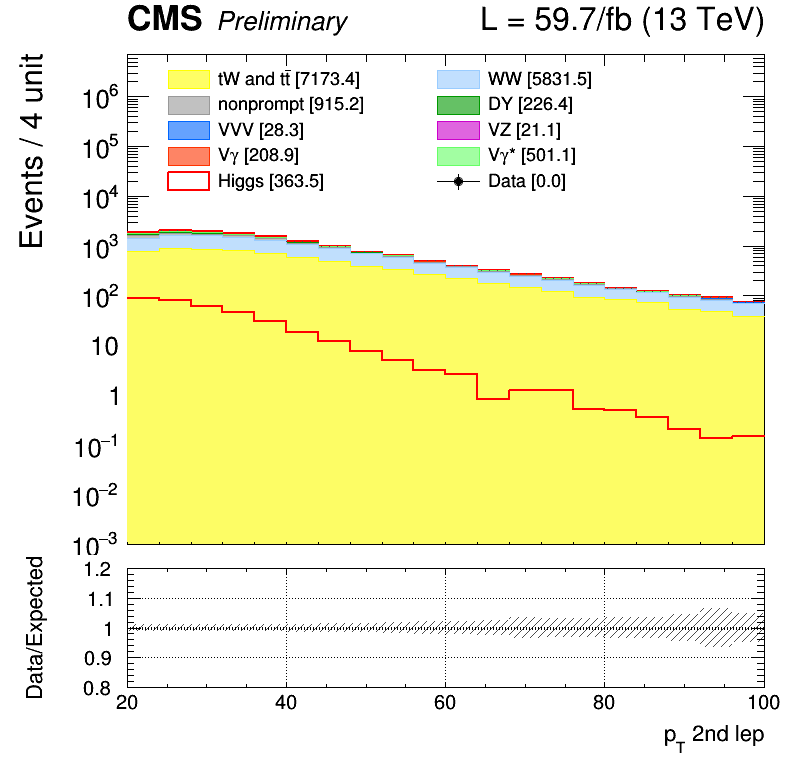 CMS Preliminary L = 59.7/fb (13 TeV)
Events / 4 unit
tW and tt̄ [7173.4] WW [5831.5]
nonprompt [915.2] DY [226.4]
VVV [28.3] VZ [21.1]
Vγ [208.9] Vγ* [501.1]
Higgs [363.5] Data [0.0]
10⁶
10⁵
10⁴
10³
10²
10
1
10⁻¹
10⁻²
10⁻³
Data/Expected
1.2
1.1
1
0.9
0.8
20 40 60 80 100
p_T 2nd lep